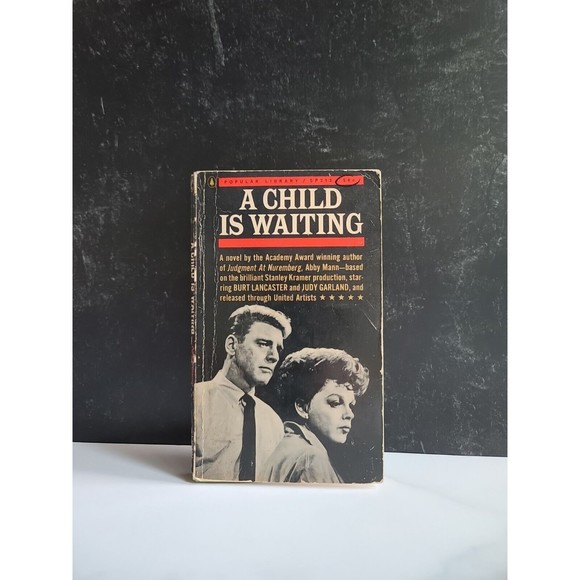 POPULAR LIBRARY / SP212
A CHILD
IS WAITING
A novel by the Academy Award winning author
of Judgment At Nuremberg, Abby Mann—based
on the brilliant Stanley Kramer production, star-
ring BURT LANCASTER and JUDY GARLAND, and
released through United Artists ★★★★★
A CHILD IS WAITING